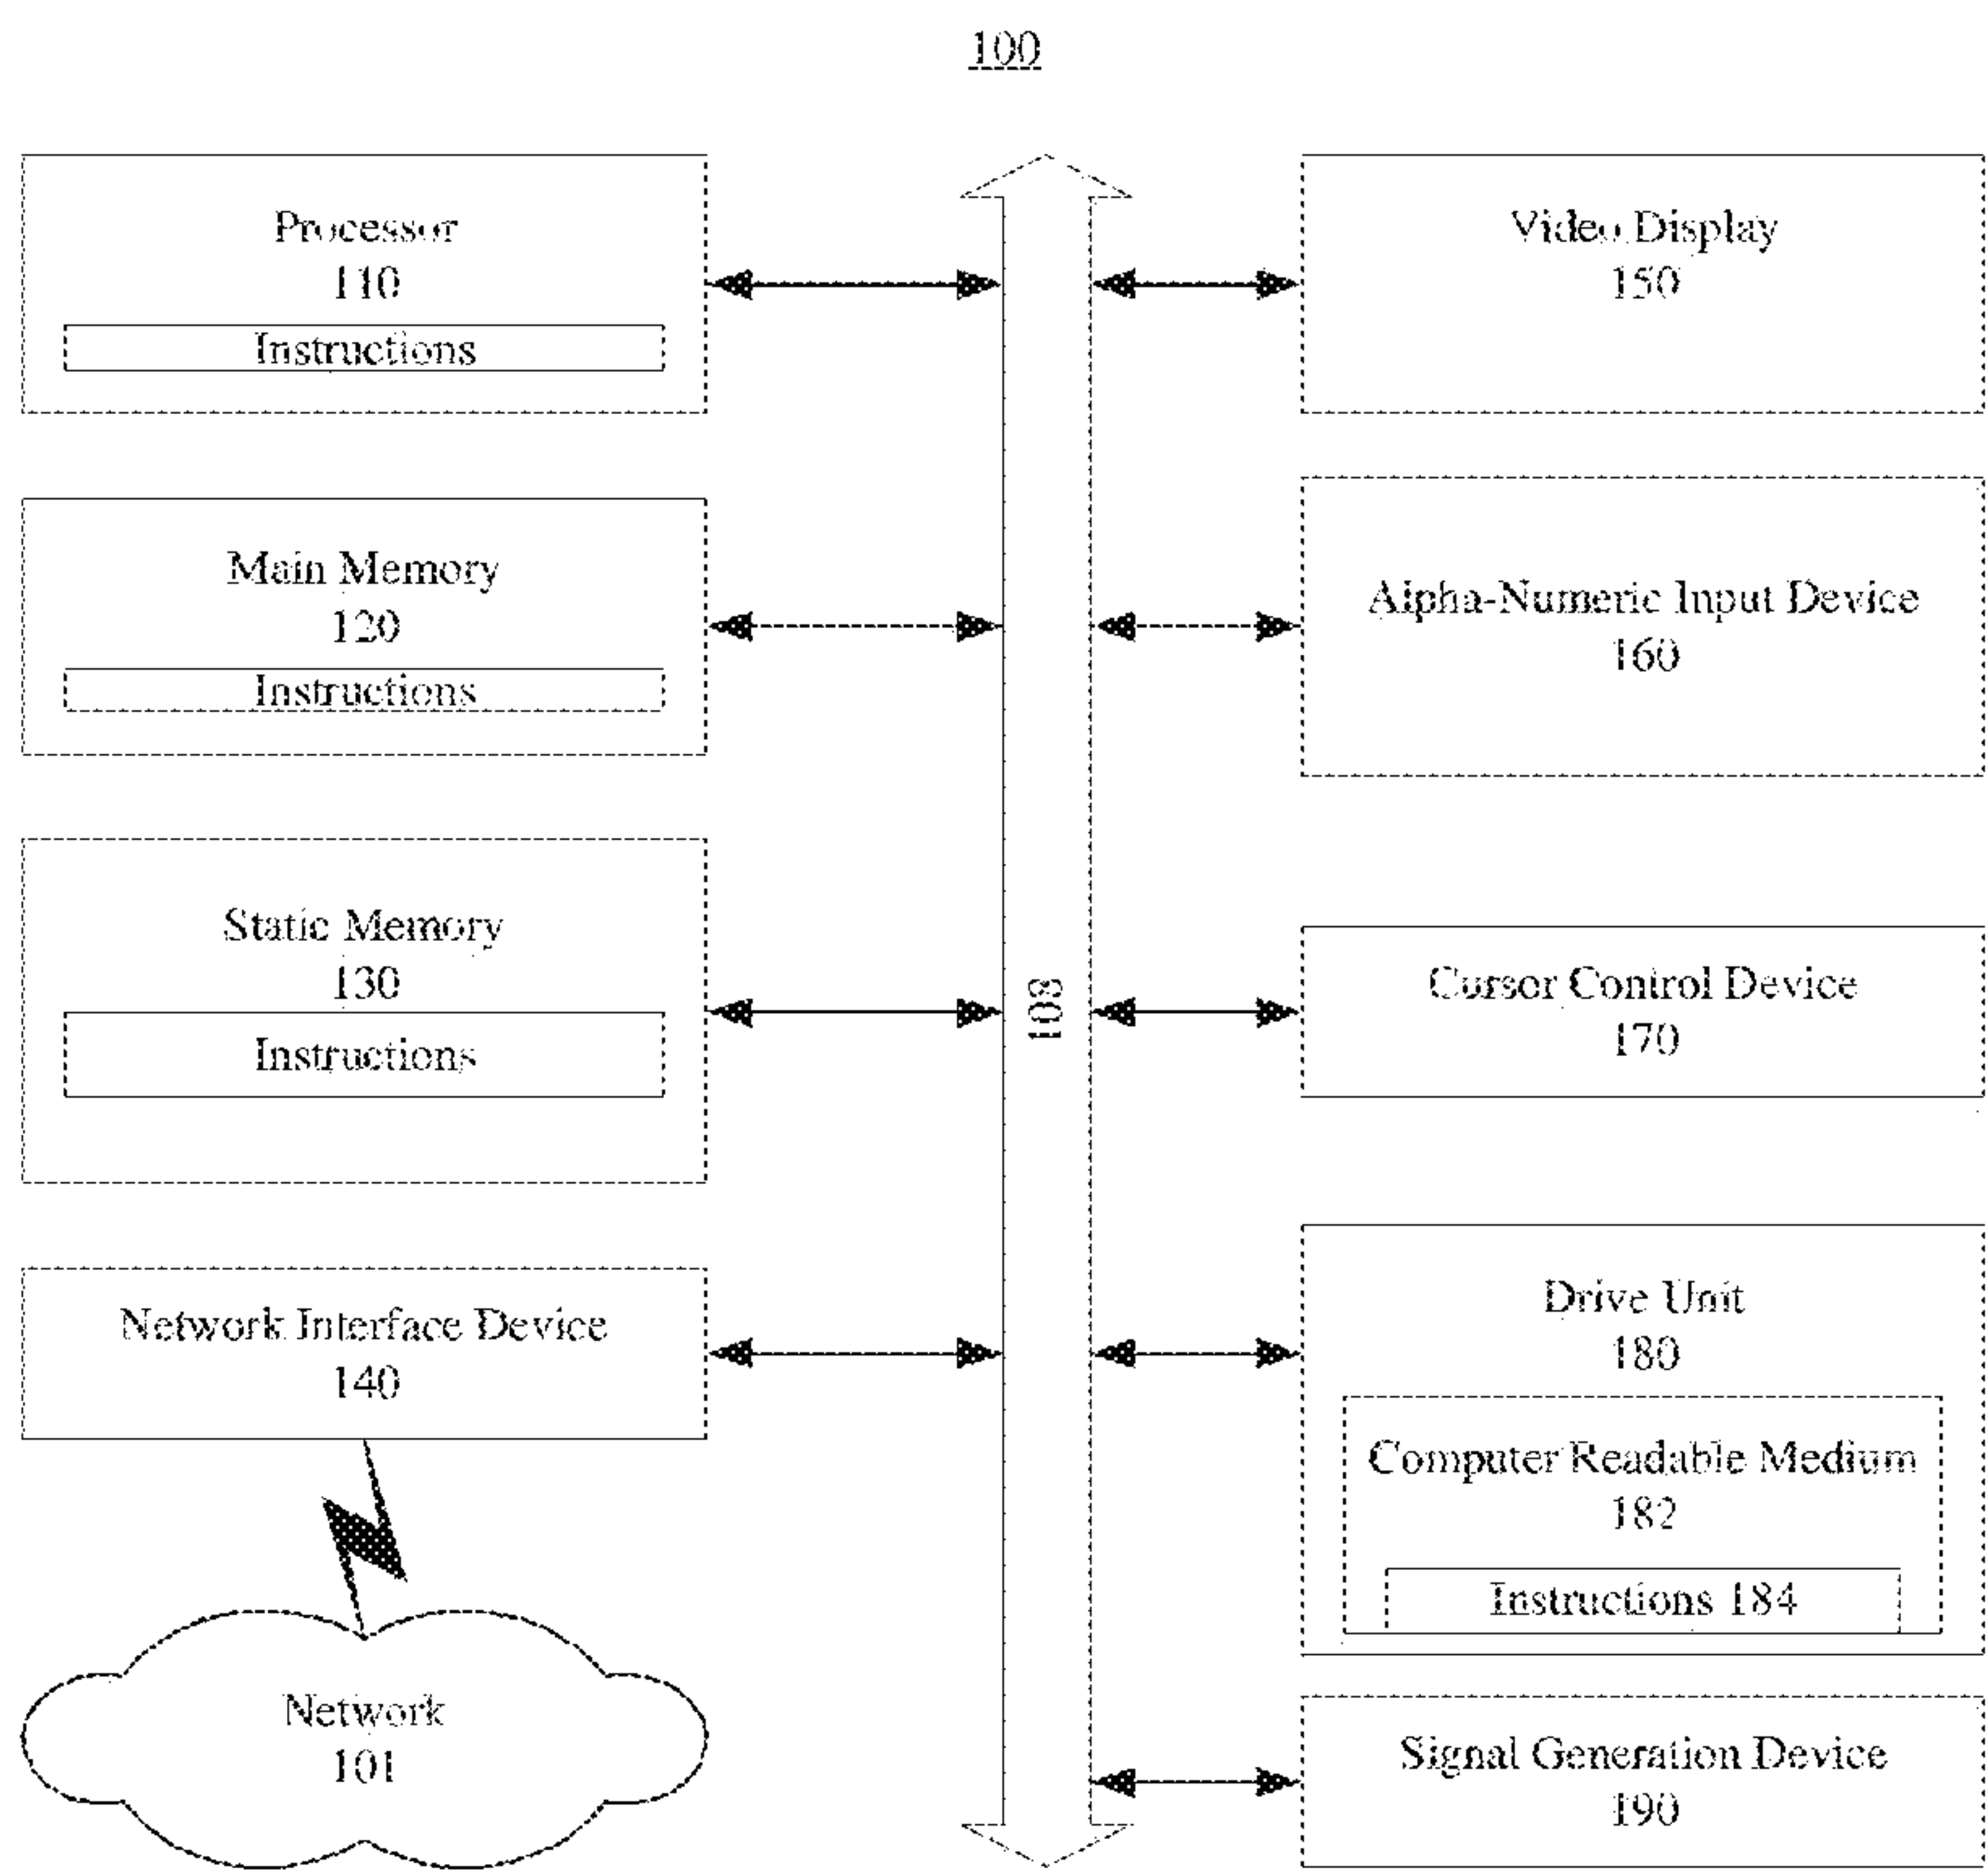 100
Processor
110
Instructions
Main Memory
120
Instructions
Static Memory
130
Instructions
Network Interface Device
140
Network
101
108
Video Display
150
Alpha-Numeric Input Device
160
Cursor Control Device
170
Drive Unit
180
Computer Readable Medium
182
Instructions 184
Signal Generation Device
190